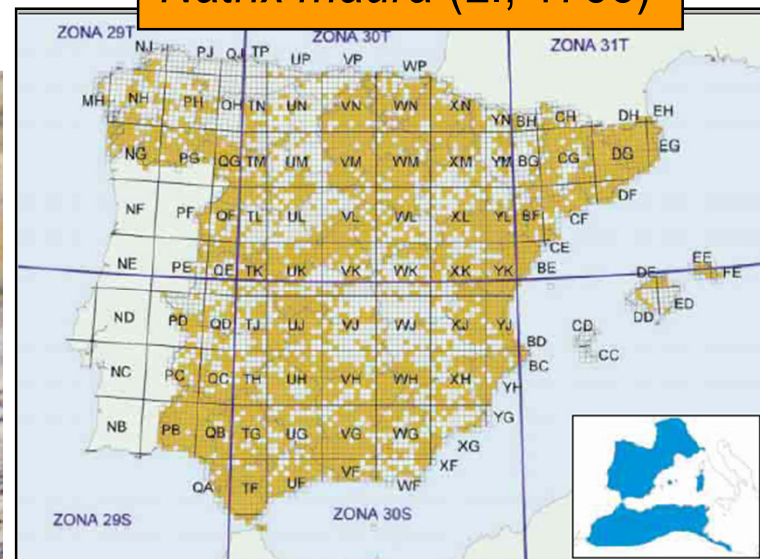 Natrix maura (L., 1758)
ZONA 29T ZONA 30T ZONA 31T
NJ PJ QJ TP UP VP WP
MH NH PH QH TN UN VN WN XN YN BH CH DH EH
NG PG QG TM UM VM WM XM YM BG CG DG EG
NF PF QF TL UL VL WL XL YL BF CF DF
NE PE QE TK UK VK WK XK YK BE CE DE EE FE
ND PD QD TJ UJ VJ WJ XJ YJ BD CD DD ED
NC PC QC TH UH VH WH XH YH BC CC
NB PB QB TG UG VG WG XG YG
QA TF UF VF WF XF
ZONA 29S ZONA 30S